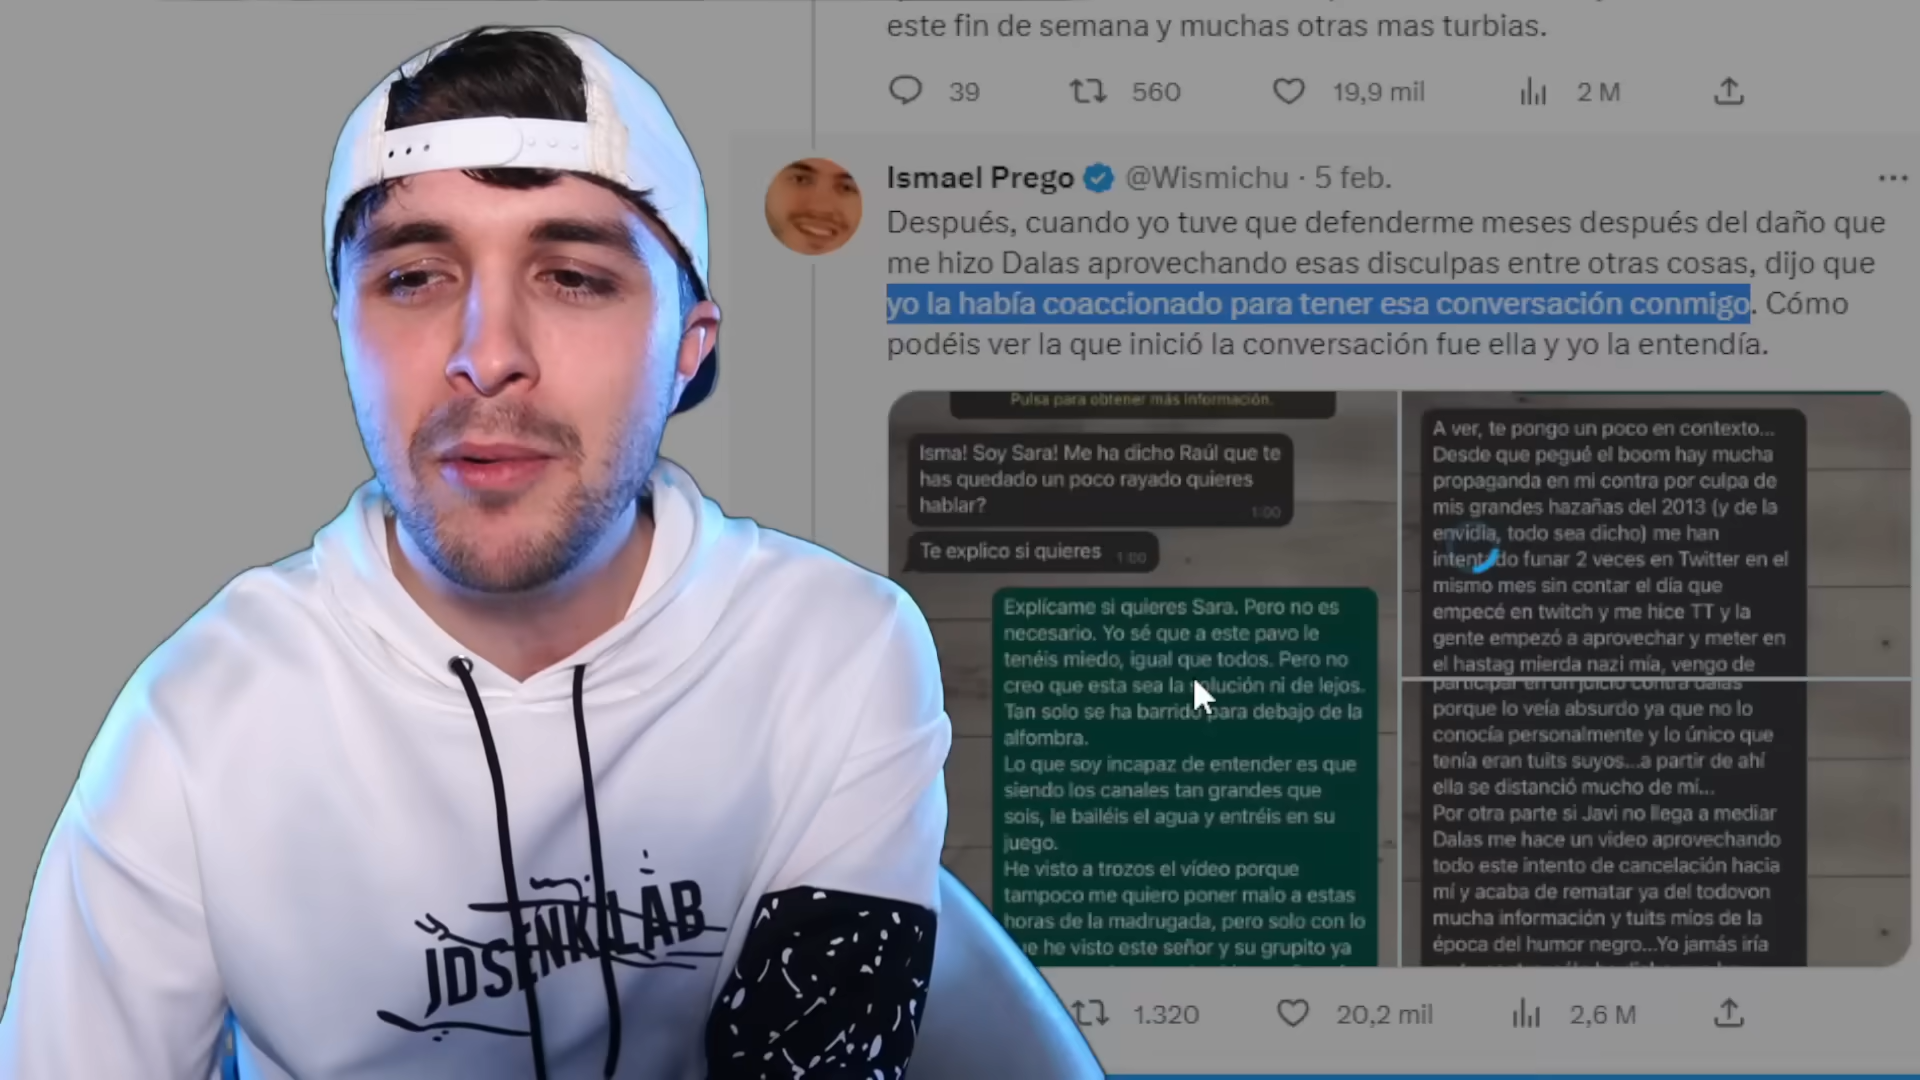 este fin de semana y muchas otras mas turbias.
39 560 19,9 mil 2 M
Ismael Prego @Wismichu · 5 feb.
Después, cuando yo tuve que defenderme meses después del daño que
me hizo Dalas aprovechando esas disculpas entre otras cosas, dijo que
yo la había coaccionado para tener esa conversación conmigo. Cómo
podéis ver la que inició la conversación fue ella y yo la entendía.
Pulsa para obtener más información.
Isma! Soy Sara! Me ha dicho Raúl que te
has quedado un poco rayado quieres
hablar?
1:00
Te explico si quieres 1:00
Explícame si quieres Sara. Pero no es
necesario. Yo sé que a este pavo le
tenéis miedo, igual que todos. Pero no
creo que esta sea la solución ni de lejos.
Tan solo se ha barrido para debajo de la
alfombra.
Lo que soy incapaz de entender es que
siendo los canales tan grandes que
sois, le bailéis el agua y entréis en su
juego.
He visto a trozos el vídeo porque
tampoco me quiero poner malo a estas
horas de la madrugada, pero solo con lo
que he visto este señor y su grupito ya
A ver, te pongo un poco en contexto...
Desde que pegué el boom hay mucha
propaganda en mi contra por culpa de
mis grandes hazañas del 2013 (y de la
envidia, todo sea dicho) me han
intentado funar 2 veces en Twitter en el
mismo mes sin contar el día que
empecé en twitch y me hice TT y la
gente empezó a aprovechar y meter en
el hastag mierda nazi mía, vengo de
participar en un juicio contra dalas
porque lo veía absurdo ya que no lo
conocía personalmente y lo único que
tenía eran tuits suyos...a partir de ahí
ella se distanció mucho de mí...
Por otra parte si Javi no llega a mediar
Dalas me hace un video aprovechando
todo este intento de cancelación hacia
mí y acaba de rematar ya del todovon
mucha información y tuits míos de la
época del humor negro...Yo jamás iría
1.320 20,2 mil 2,6 M
JDSENKILAB